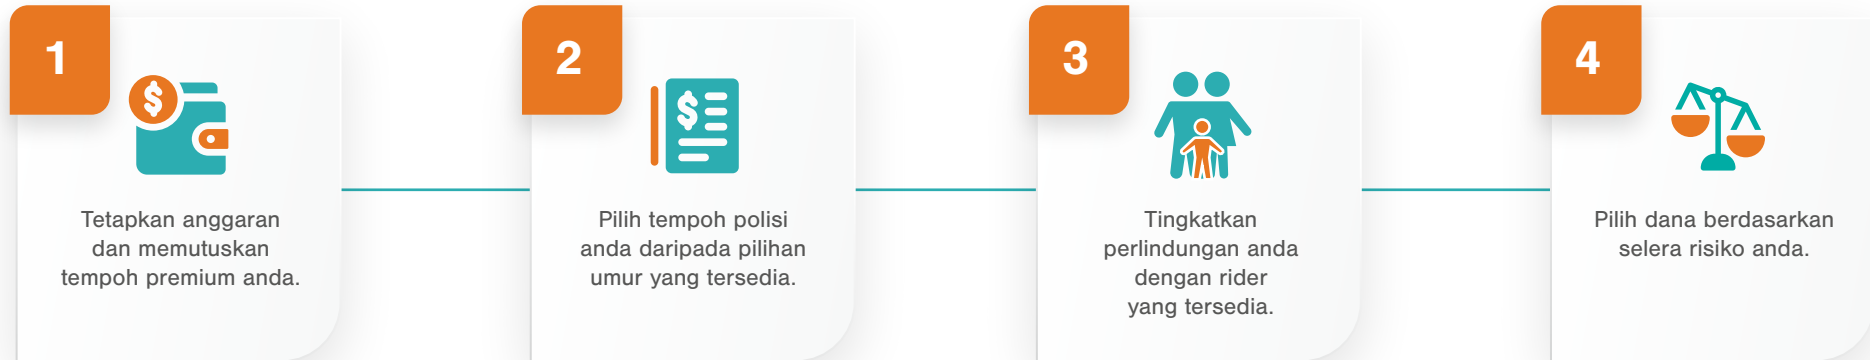 1
Tetapkan anggaran
dan memutuskan
tempoh premium anda.
2
Pilih tempoh polisi
anda daripada pilihan
umur yang tersedia.
3
Tingkatkan
perlindungan anda
dengan rider
yang tersedia.
4
Pilih dana berdasarkan
selera risiko anda.